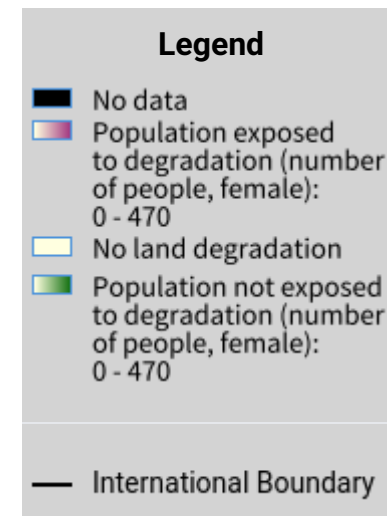 Legend
No data
Population exposed
to degradation (number
of people, female):
0 - 470
No land degradation
Population not exposed
to degradation (number
of people, female):
0 - 470
International Boundary